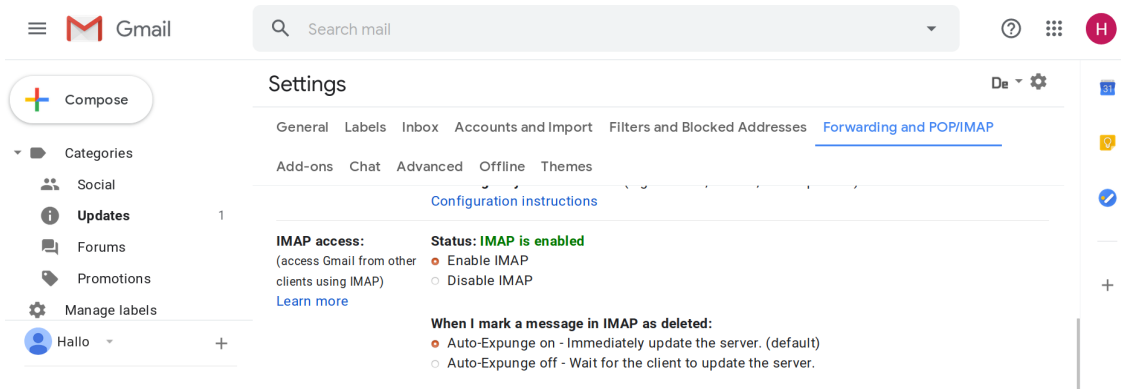 Gmail
Search mail
H
Compose
Settings
De
31
General Labels Inbox Accounts and Import Filters and Blocked Addresses Forwarding and POP/IMAP
Add-ons Chat Advanced Offline Themes
Categories
Social
Updates 1
Forums
Promotions
Manage labels
Hallo
Configuration instructions
IMAP access:
(access Gmail from other
clients using IMAP)
Learn more
Status: IMAP is enabled
Enable IMAP
Disable IMAP
When I mark a message in IMAP as deleted:
Auto-Expunge on - Immediately update the server. (default)
Auto-Expunge off - Wait for the client to update the server.